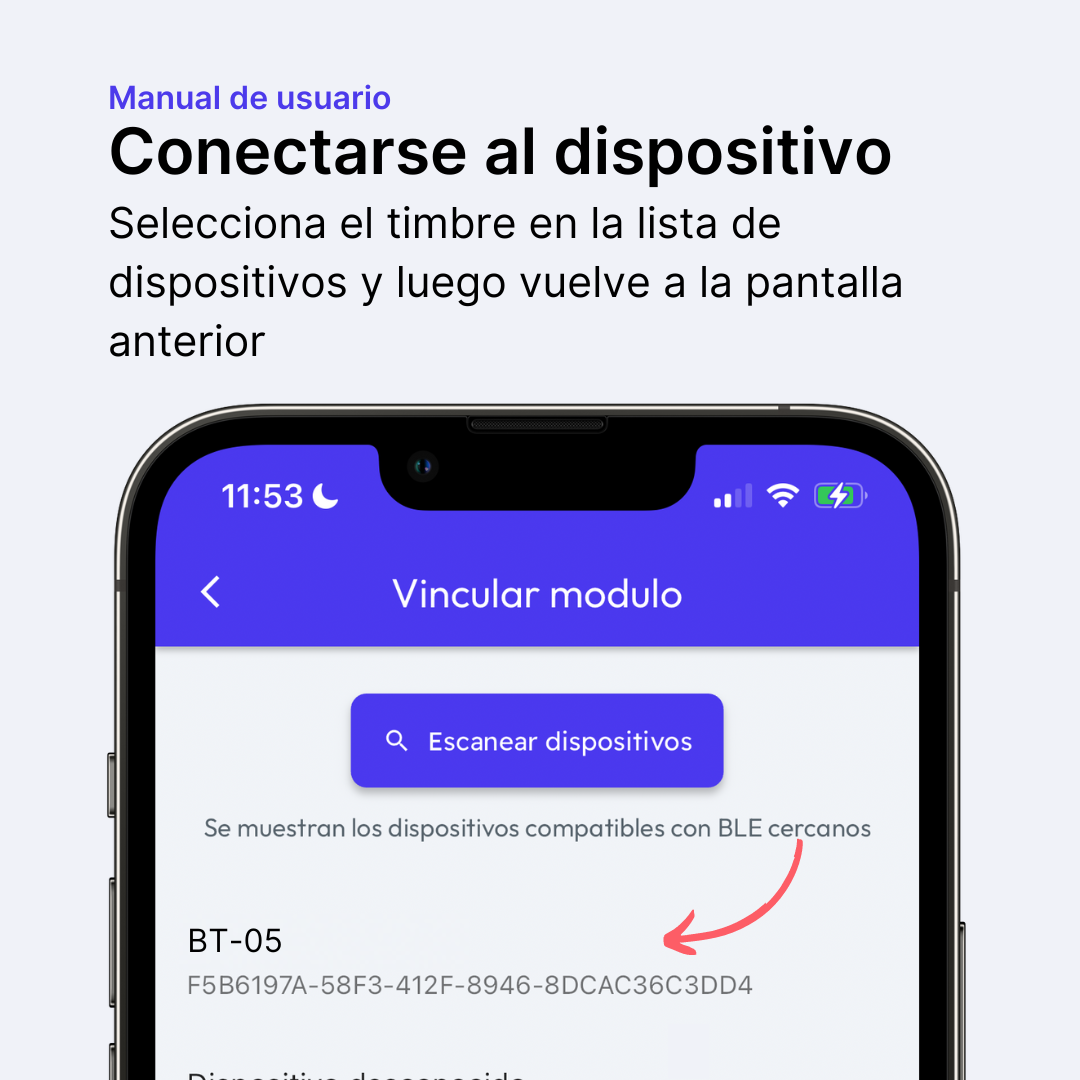 Manual de usuario
Conectarse al dispositivo
Selecciona el timbre en la lista de
dispositivos y luego vuelve a la pantalla
anterior
11:53
Vincular modulo
Escanear dispositivos
Se muestran los dispositivos compatibles con BLE cercanos
BT-05
F5B6197A-58F3-412F-8946-8DCAC36C3DD4
Dispositivo desconocido